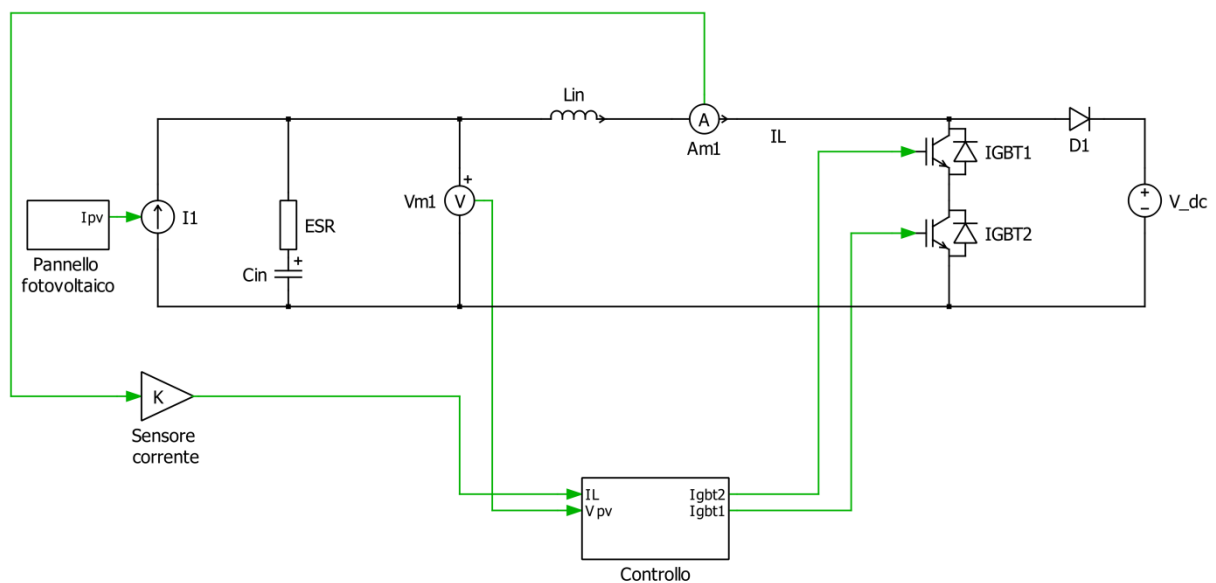 Lin
A
Am1
IL
IGBT1
D1
Ipv
I1
ESR
Vm1
V
V_dc
IGBT2
Pannello
fotovoltaico
Cin
K
Sensore
corrente
IL
Vpv
Igbt2
Igbt1
Controllo